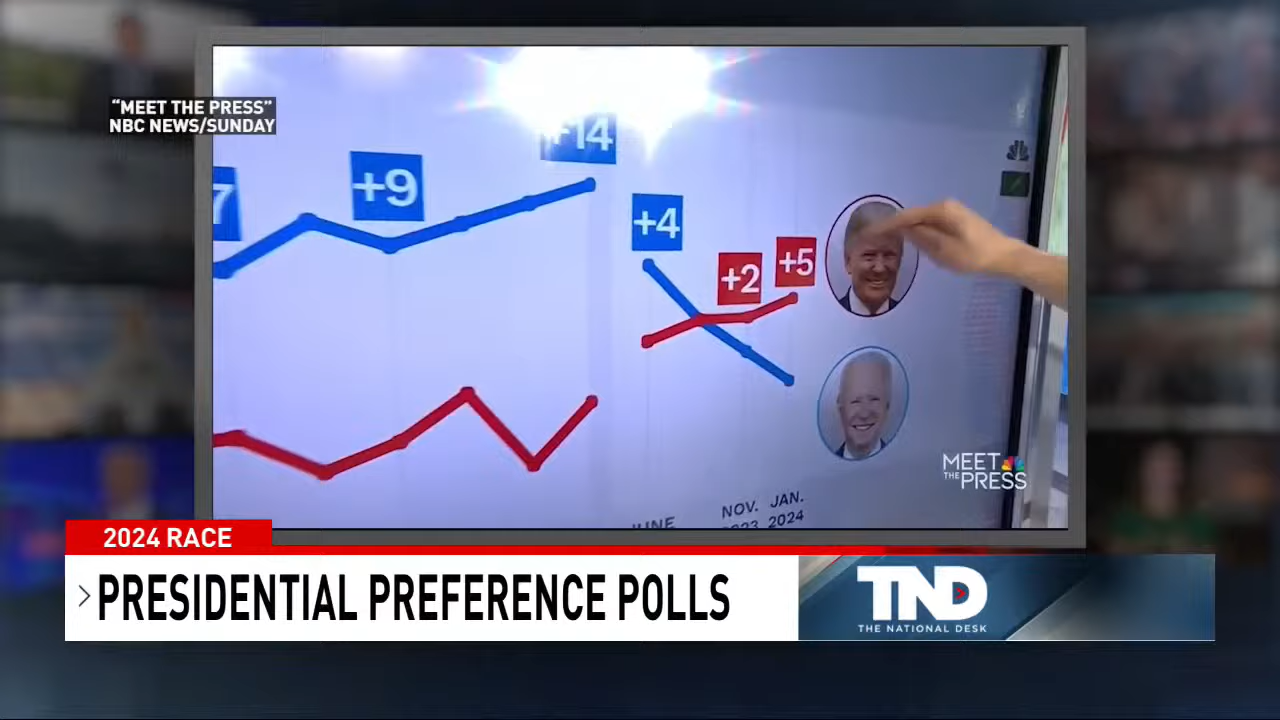 “MEET THE PRESS”
NBC NEWS/SUNDAY
7
+9
+14
+4
+2
+5
MEET
THE PRESS
NOV. JAN.
2024
2024 RACE
PRESIDENTIAL PREFERENCE POLLS
TND
THE NATIONAL DESK